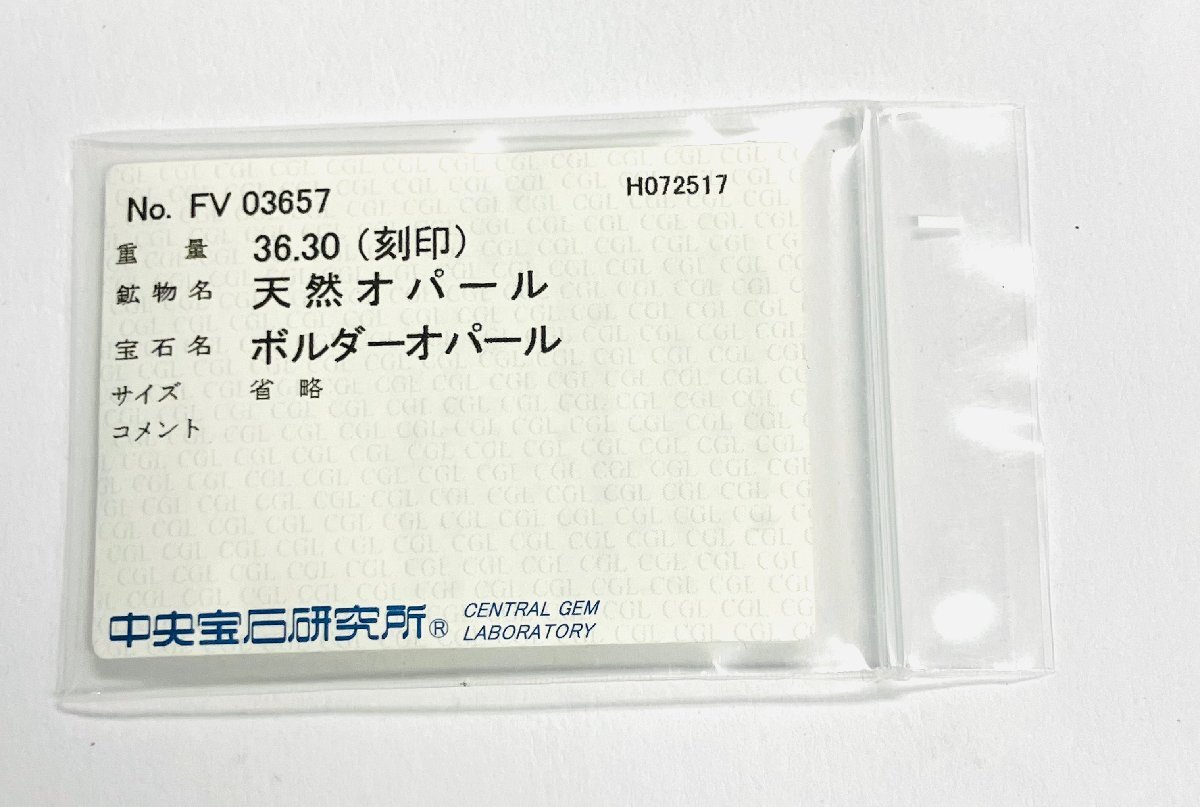 No. FV 03657 H072517
重量 36.30（刻印）
鉱物名 天然オパール
宝石名 ボルダーオパール
サイズ 省略
コメント
中央宝石研究所® CENTRAL GEM
LABORATORY